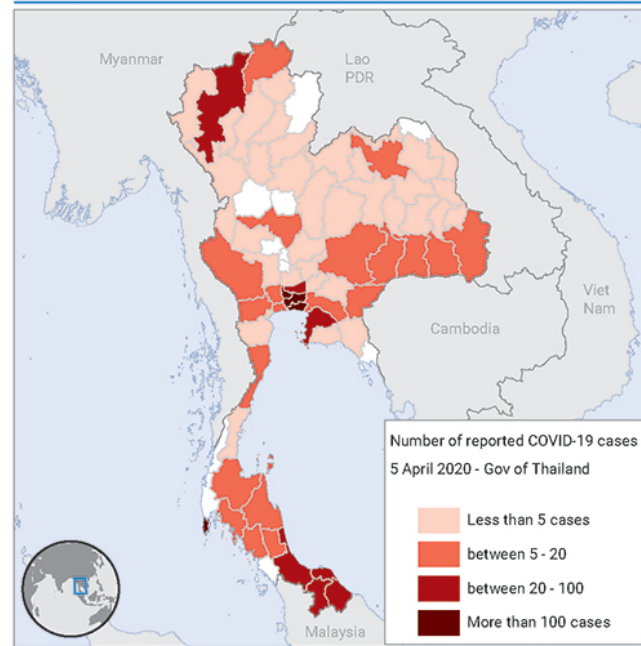 Myanmar
Lao
PDR
Viet
Nam
Cambodia
Number of reported COVID-19 cases
5 April 2020 - Gov of Thailand
Less than 5 cases
between 5 - 20
between 20 - 100
More than 100 cases
Malaysia